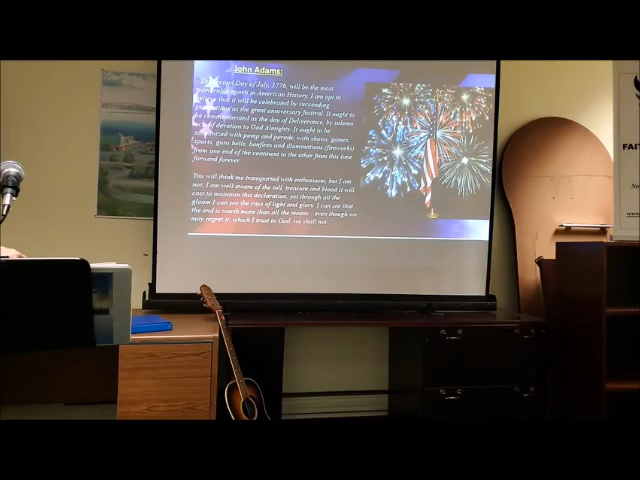 John Adams:
The Second Day of July, 1776, will be the most
memorable epoch in American History. I am apt to
believe that it will be celebrated by succeeding
generations as the great anniversary festival. It ought to
be commemorated as the day of Deliverance, by solemn
acts of devotion to God Almighty. It ought to be
solemnized with pomp and parade, with shows, games,
sports, guns, bells, bonfires and illuminations (fireworks)
from one end of the continent to the other from this time
forward forever
You will think me transported with enthusiasm, but I am
not. I am well aware of the toil, treasure and blood it will
cost to maintain this declaration, yet through all the
gloom I can see the rays of light and glory. I can see that
the end is worth more than all the means even though we
may regret it, which I trust in God, we shall not
FAIT
www